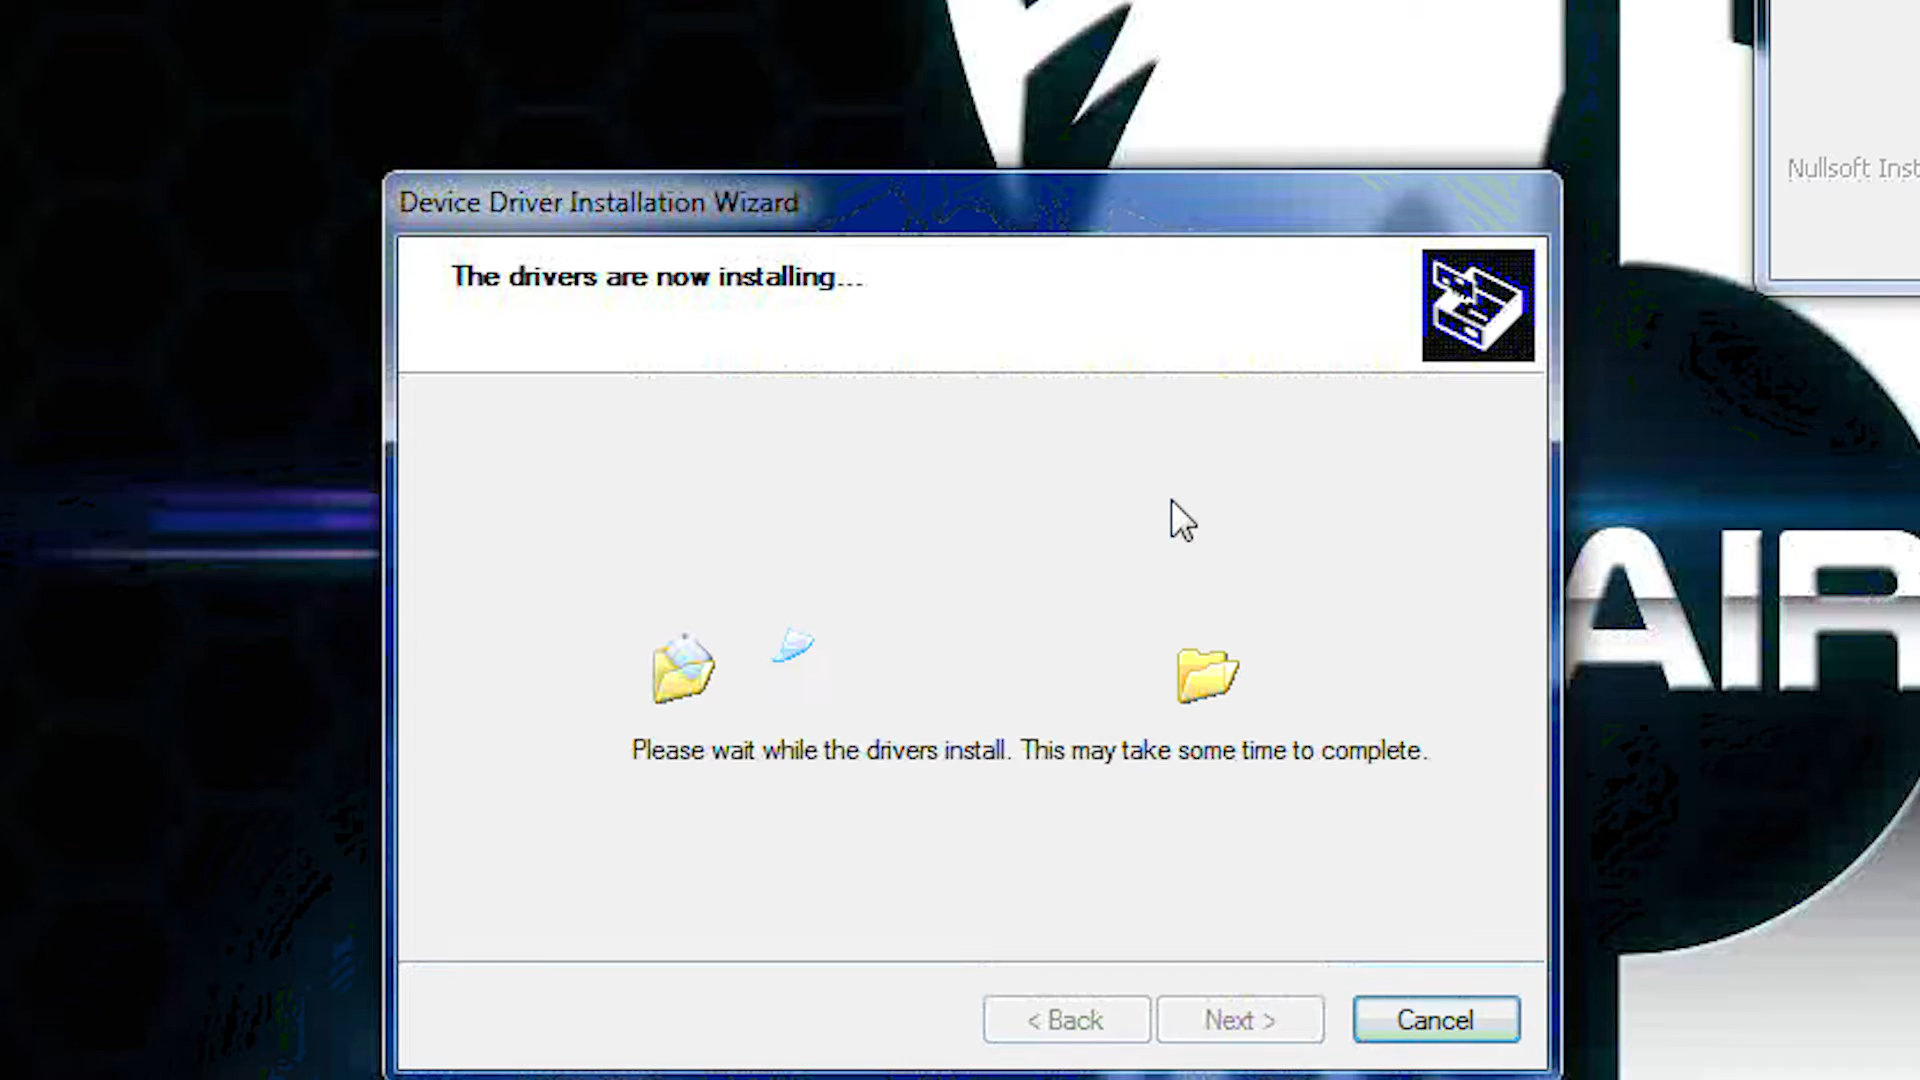 Nullsoft Inst
Device Driver Installation Wizard
The drivers are now installing...
AIR
Please wait while the drivers install. This may take some time to complete.
< Back
Next >
Cancel